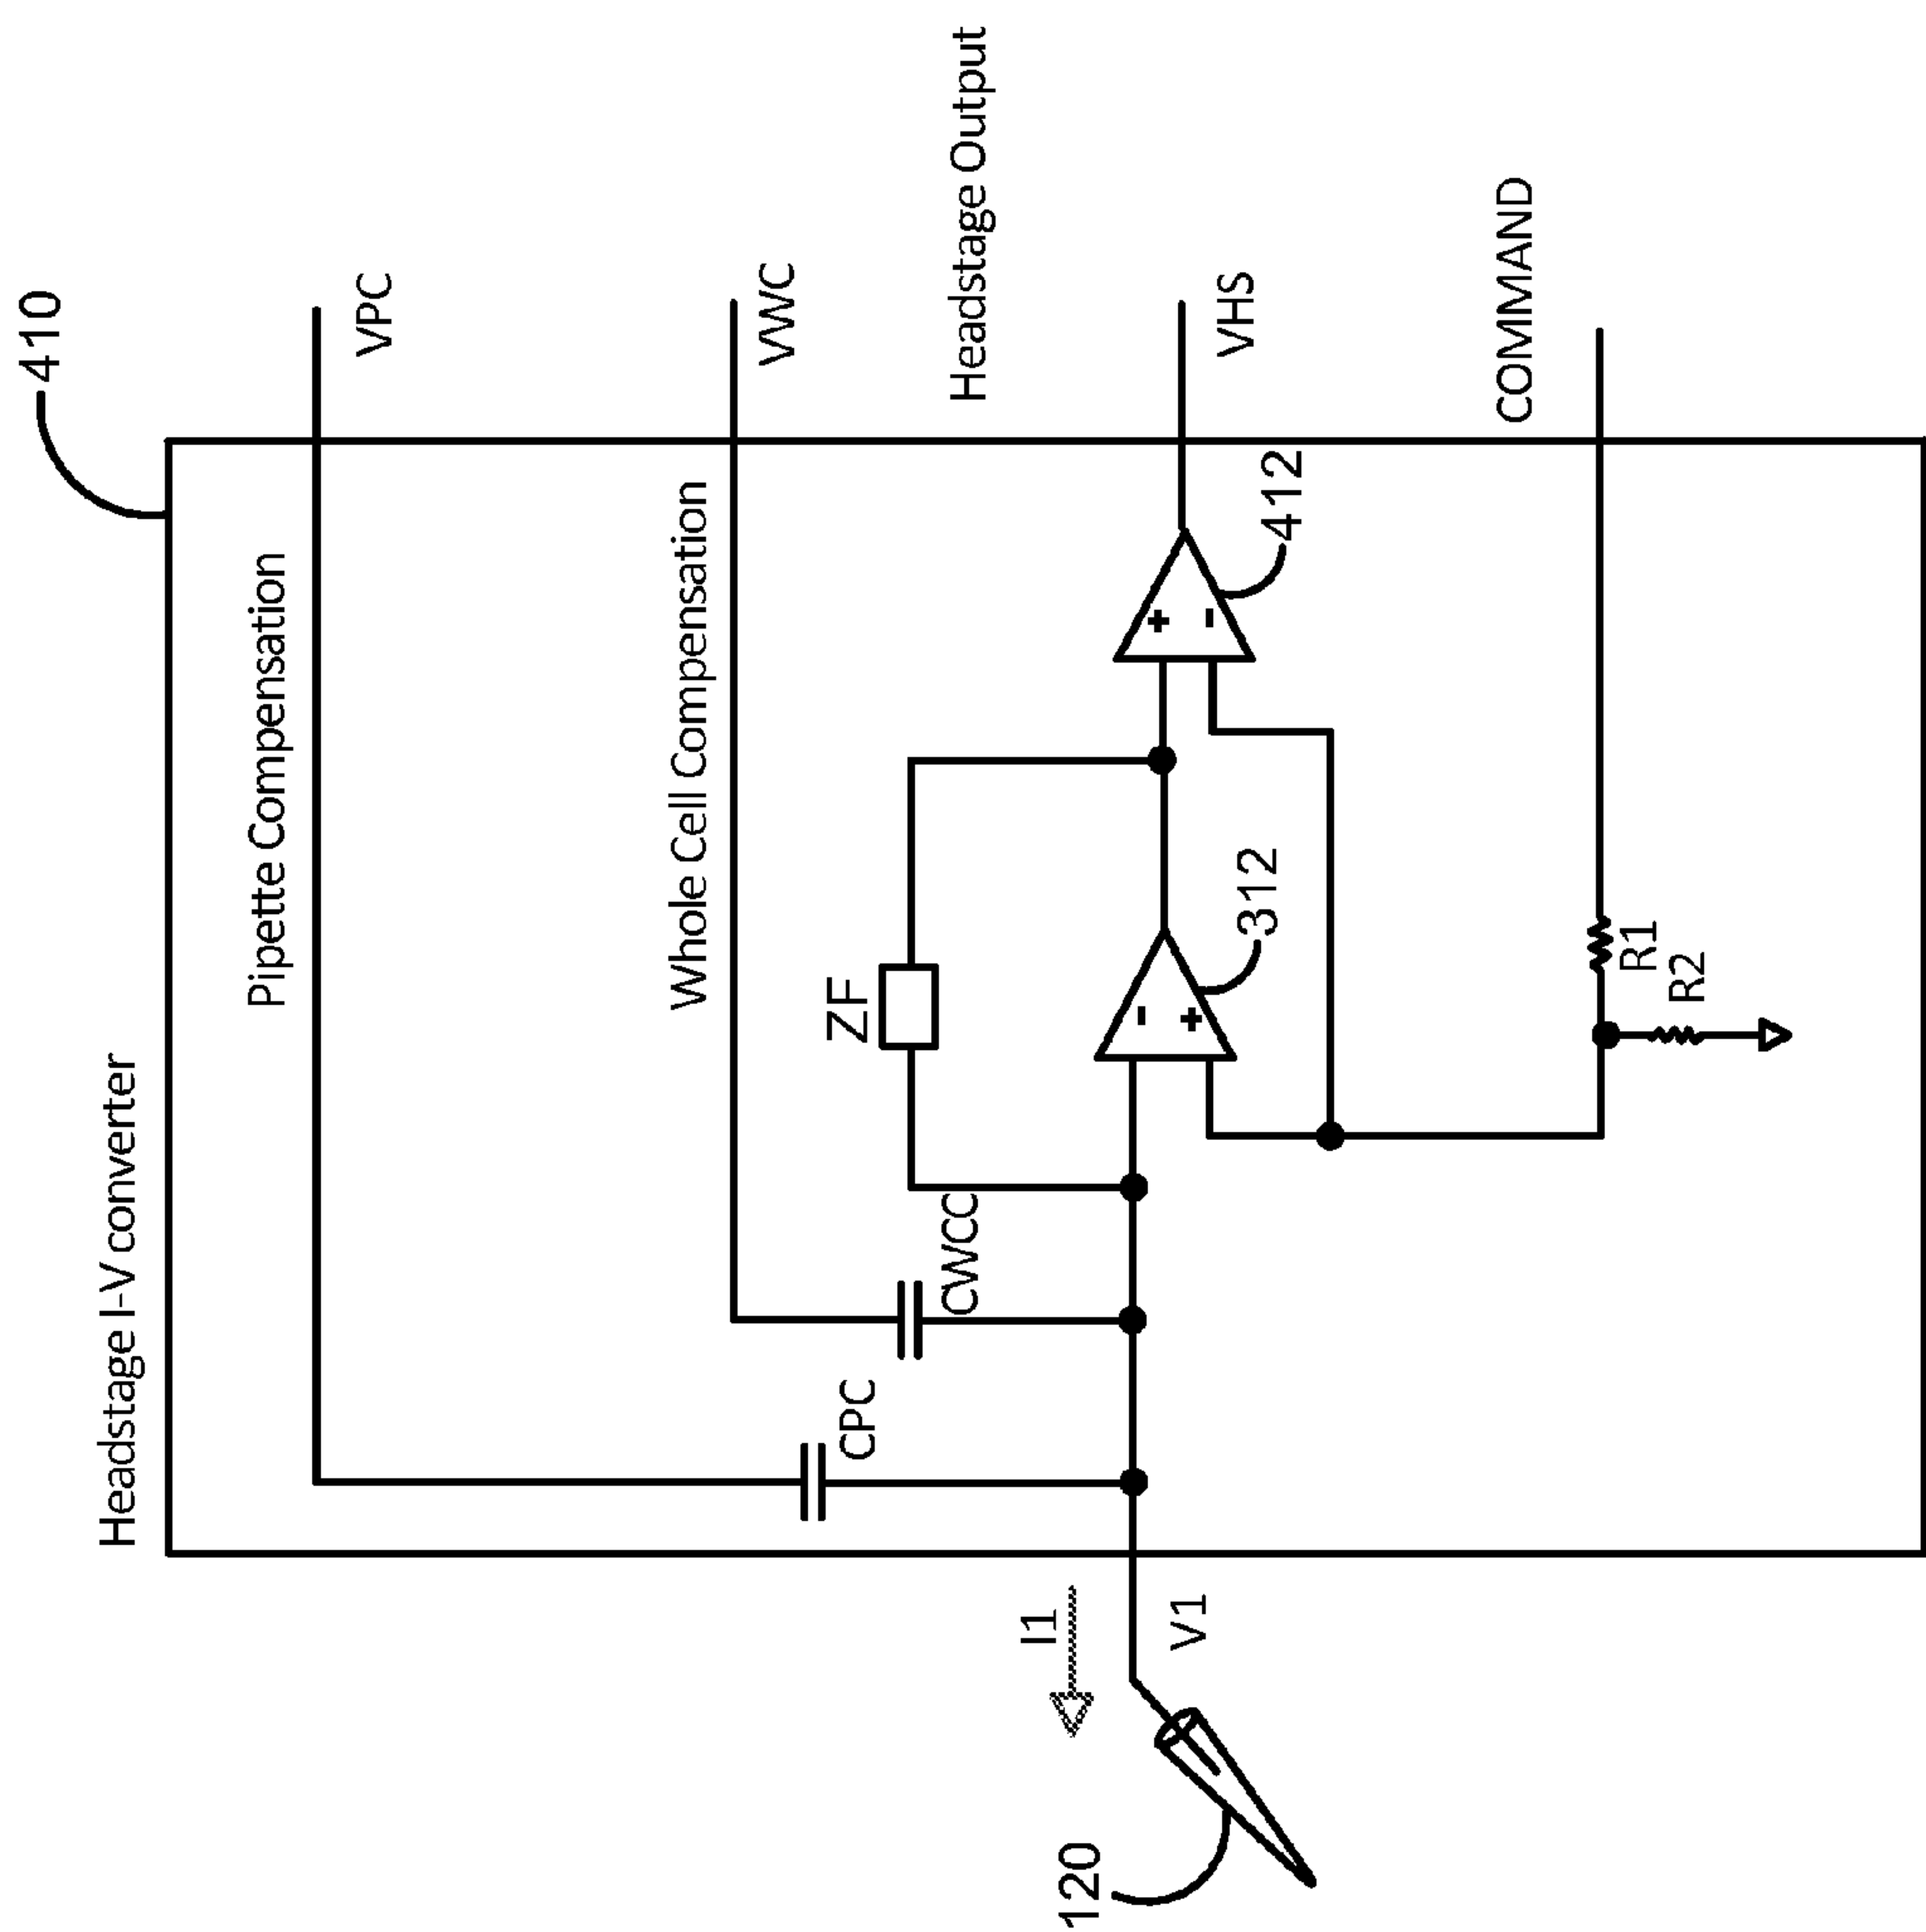 410
Headstage I-V converter
Pipette Compensation
VPC
Whole Cell Compensation
VWC
CPC
CWCC
ZF
Headstage Output
I1
V1
120
-
+
312
+
-
412
VHS
COMMAND
R1
R2